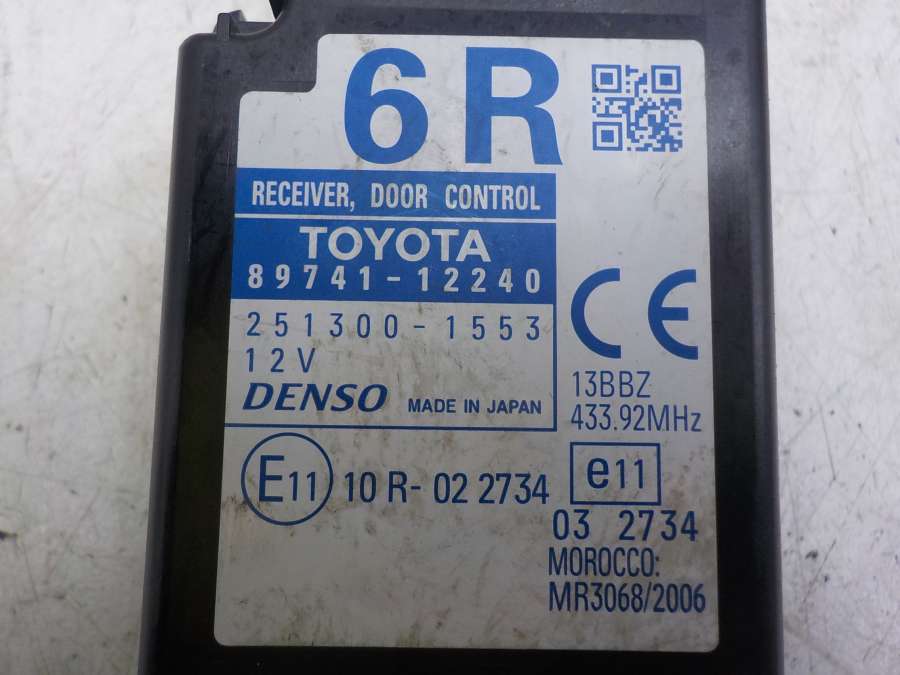 6R
RECEIVER, DOOR CONTROL
TOYOTA
89741-12240
251300-1553
12V
DENSO MADE IN JAPAN
CE
13BBZ
433.92MHz
E11 10 R- 02 2734
e11
03 2734
MOROCCO:
MR3068/2006